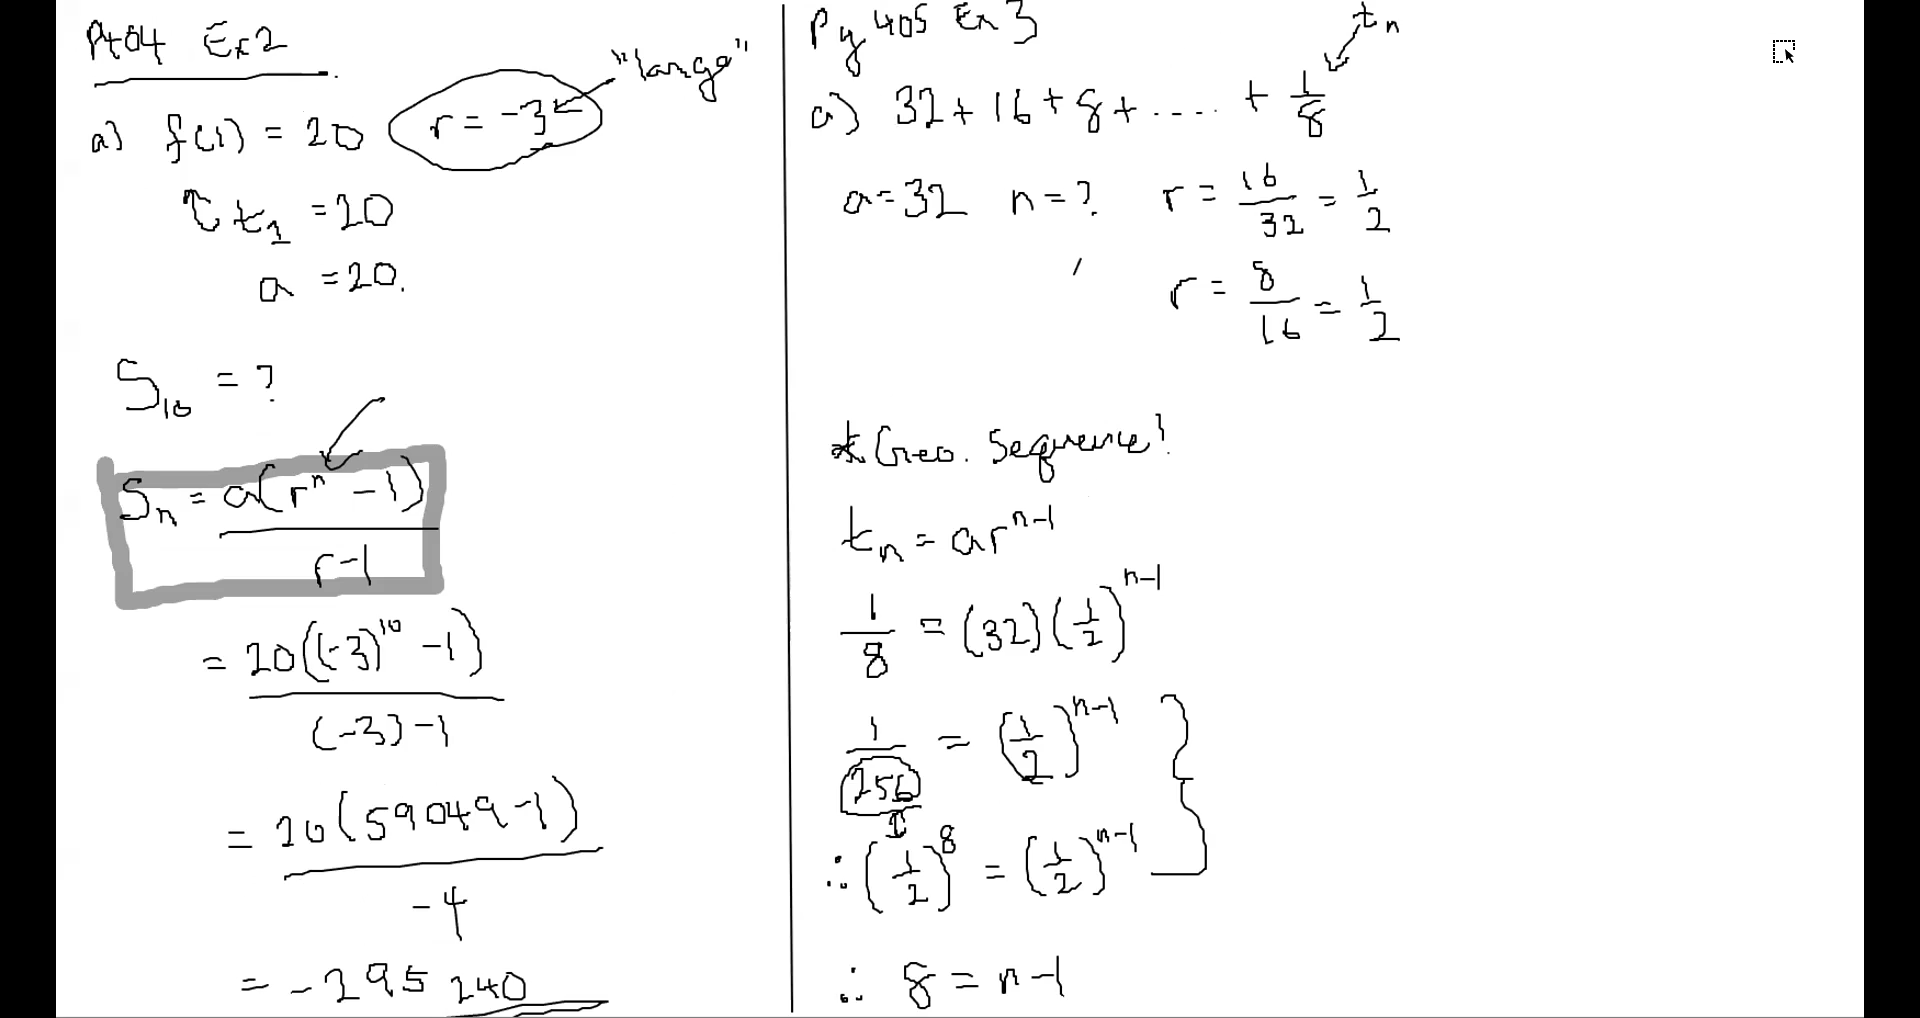 P404 Ex2
a) f(1) = 20 r = -3 "large"
t₁ = 20
a = 20.
S₁₀ = ?
Sₙ = a(rⁿ - 1) / r - 1
= 20((-3)¹⁰ - 1) / (-3) - 1
= 20(59049 - 1) / -4
= -295 240
Pg 405 Ex 3
tₙ
a) 32 + 16 + 8 + ..... + 1/8
a = 32 n = ? r = 16/32 = 1/2
r = 8/16 = 1/2
* Geo. Sequence!
tₙ = arⁿ⁻¹
1/8 = (32)(1/2)ⁿ⁻¹
1/256 = (1/2)ⁿ⁻¹
∴ (1/2)⁸ = (1/2)ⁿ⁻¹
∴ 8 = n - 1